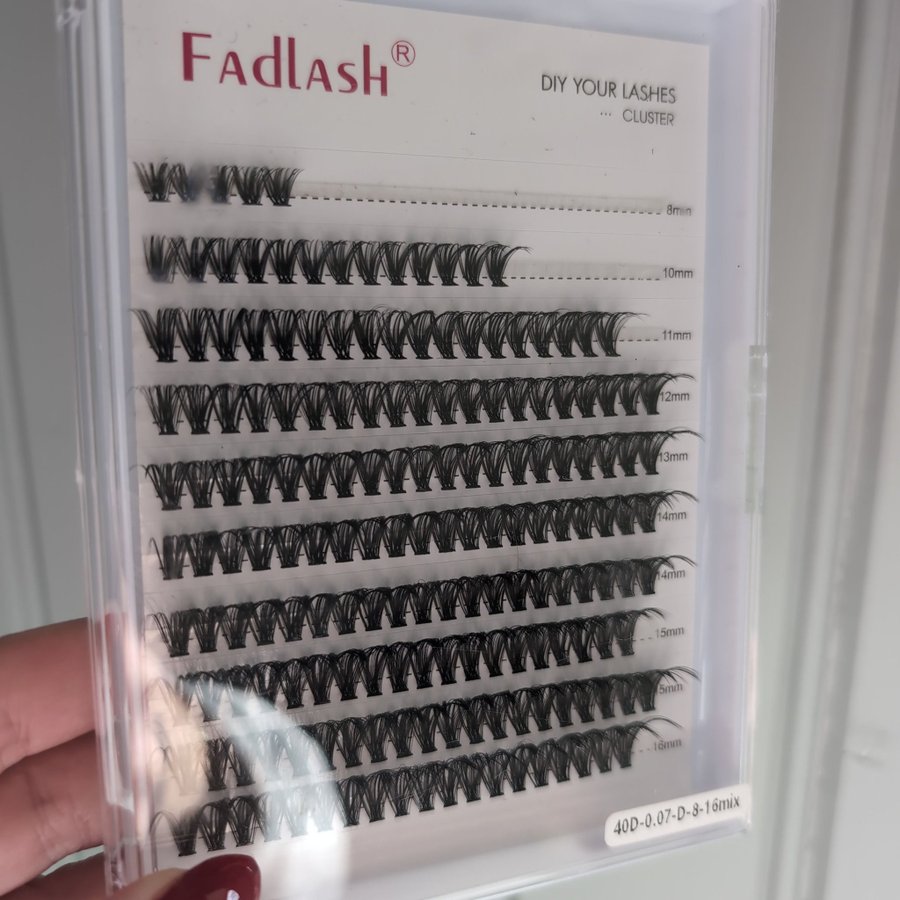 FAdlASH®
DIY YOUR LASHES
··· CLUSTER
8mm
10mm
11mm
12mm
13mm
14mm
14mm
15mm
5mm
16mm
40D-0.07-D-8-16mix